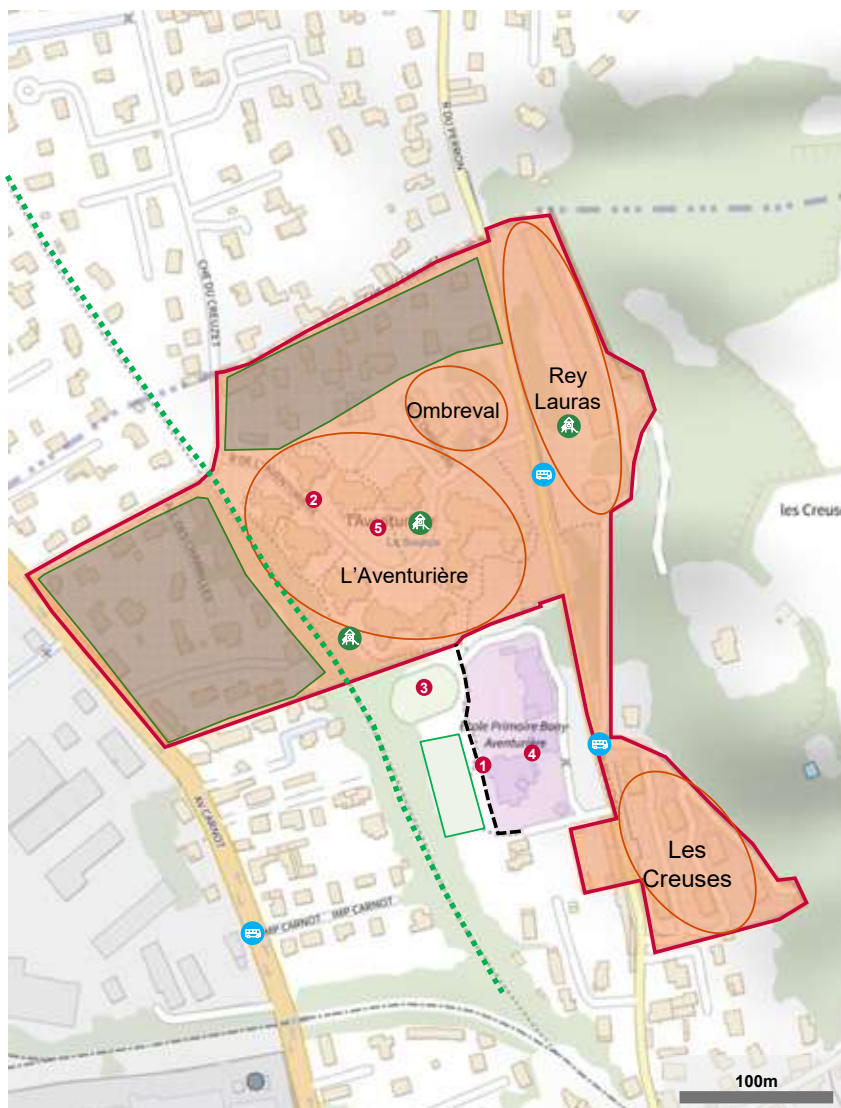 R DU PERRON
CHE DU CREUZET
Rey
Lauras
Ombreval
2
5
L'Aventurière
les Creus
3
Ecole Primaire Bony-
Aventurière
4
1
AV CARNOT
IMP CARNOT
IMP CARNOT
Les
Creuses
100m